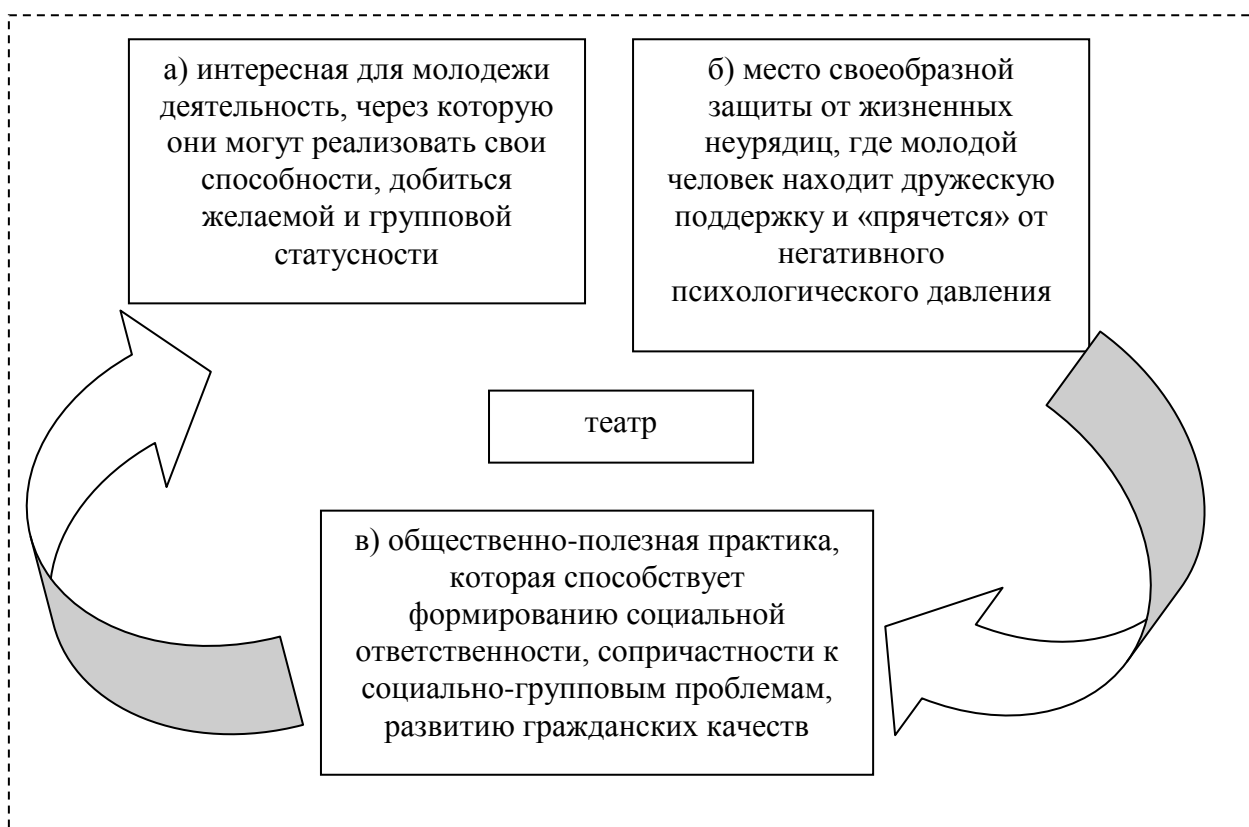 а) интересная для молодежи
деятельность, через которую
они могут реализовать свои
способности, добиться
желаемой и групповой
статусности
б) место своеобразной
защиты от жизненных
неурядиц, где молодой
человек находит дружескую
поддержку и «прячется» от
негативного
психологического давления
театр
в) общественно-полезная практика,
которая способствует
формированию социальной
ответственности, сопричастности к
социально-групповым проблемам,
развитию гражданских качеств